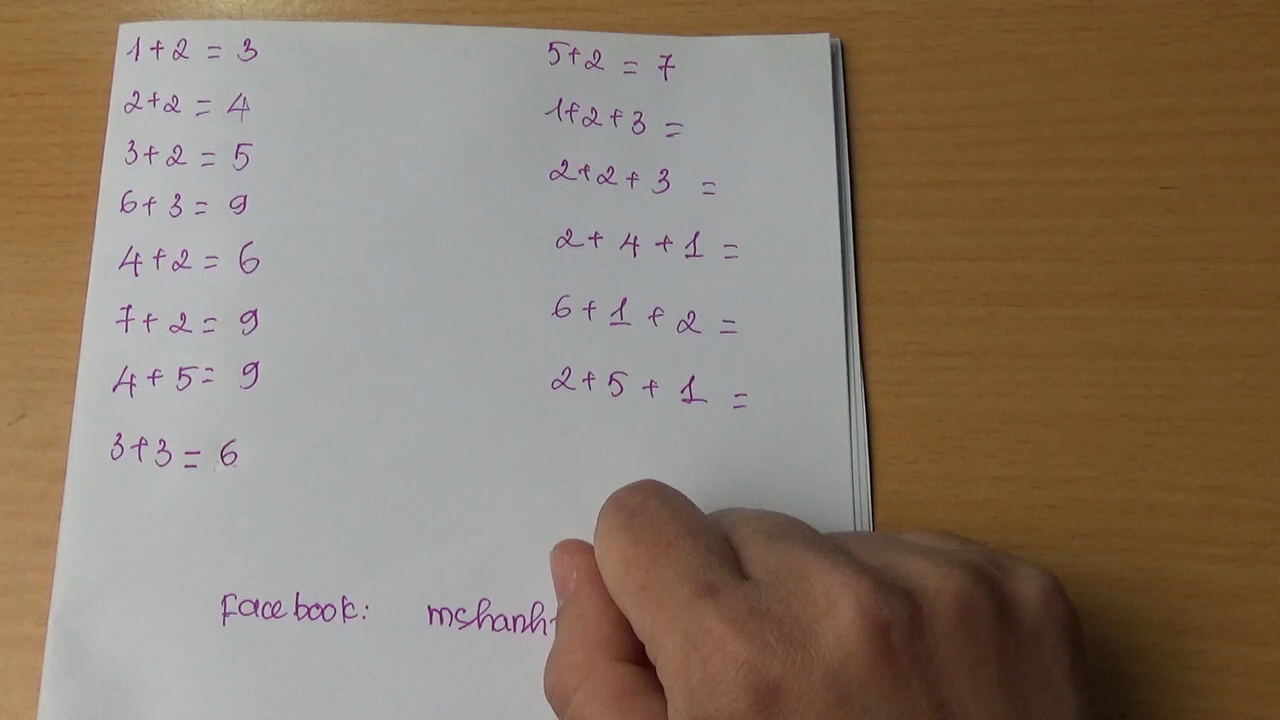 1+2 = 3
2+2 = 4
3+2 = 5
6+3 = 9
4+2 = 6
7+2 = 9
4+5= 9
3+3 = 6
5+2 = 7
1+2+3 =
2+2+3 =
2+4+1 =
6+1+2 =
2+5+1 =
Facebook: mshanh-